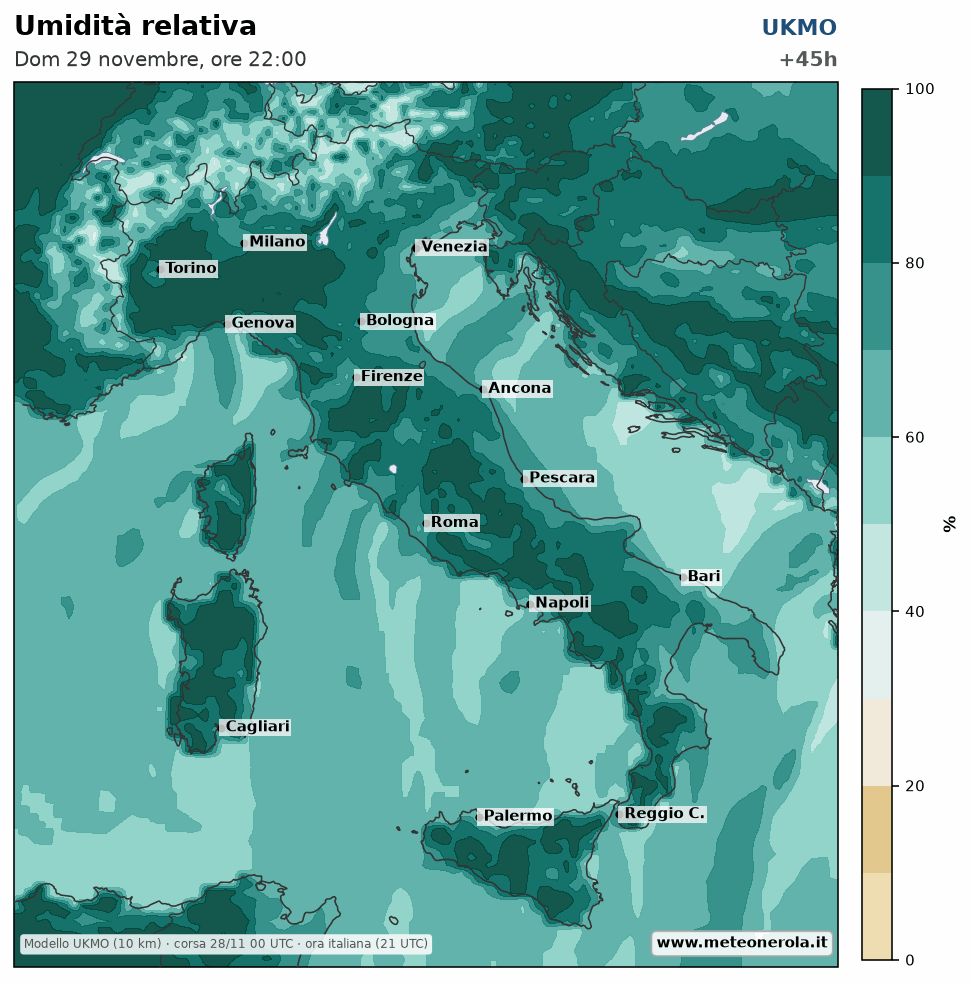 Umidità relativa
UKMO
Dom 29 novembre, ore 22:00
+45h
100
80
60
%
40
20
0
Milano
Venezia
Torino
Genova
Bologna
Firenze
Ancona
Pescara
Roma
Bari
Napoli
Cagliari
Palermo
Reggio C.
Modello UKMO (10 km) · corsa 28/11 00 UTC · ora italiana (21 UTC)
www.meteonerola.it